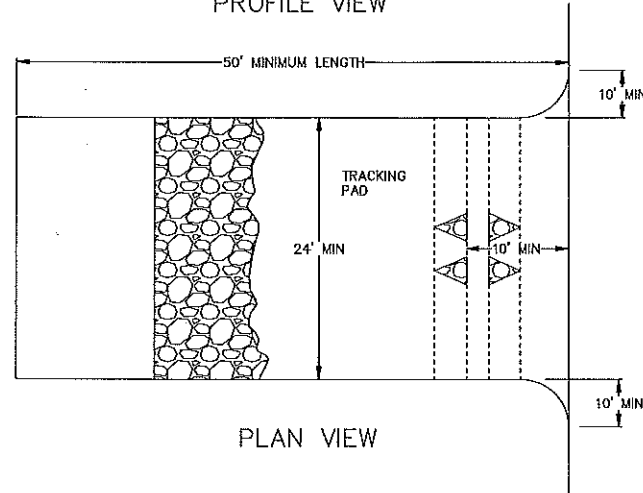 PROFILE VIEW
50' MINIMUM LENGTH
10' MIN
TRACKING
PAD
24' MIN
10' MIN
10' MIN
PLAN VIEW